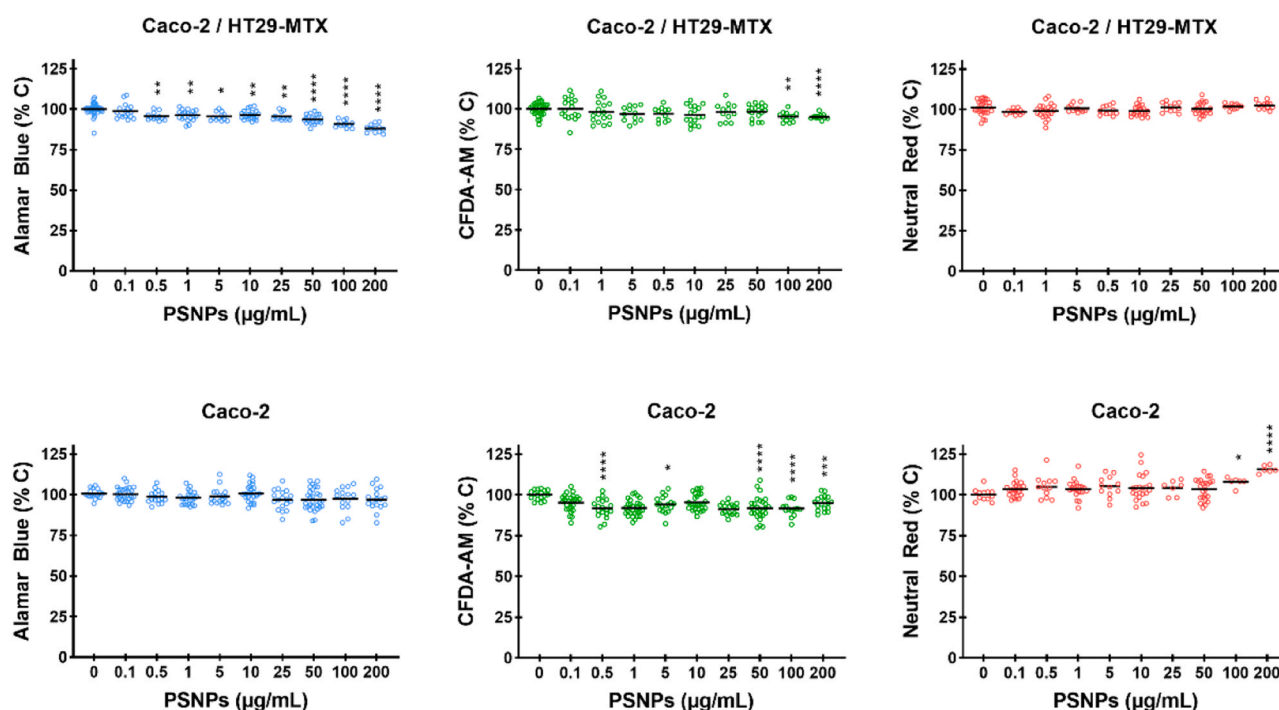 Caco-2 / HT29-MTX
Alamar Blue (% C)
125
100
75
50
25
0
** ** * ** ** **** **** ****
0 0.1 0.5 1 5 10 25 50 100 200
PSNPs (µg/mL)
Caco-2 / HT29-MTX
CFDA-AM (% C)
125
100
75
50
25
0
** ****
0 0.1 1 5 0.5 10 25 50 100 200
PSNPs (µg/mL)
Caco-2 / HT29-MTX
Neutral Red (% C)
125
100
75
50
25
0
0 0.1 1 5 0.5 10 25 50 100 200
PSNPs (µg/mL)
Caco-2
Alamar Blue (% C)
125
100
75
50
25
0
0 0.1 0.5 1 5 10 25 50 100 200
PSNPs (µg/mL)
Caco-2
CFDA-AM (% C)
125
100
75
50
25
0
**** * **** **** ***
0 0.1 0.5 1 5 10 25 50 100 200
PSNPs (µg/mL)
Caco-2
Neutral Red (% C)
125
100
75
50
25
0
* ****
0 0.1 0.5 1 5 10 25 50 100 200
PSNPs (µg/mL)